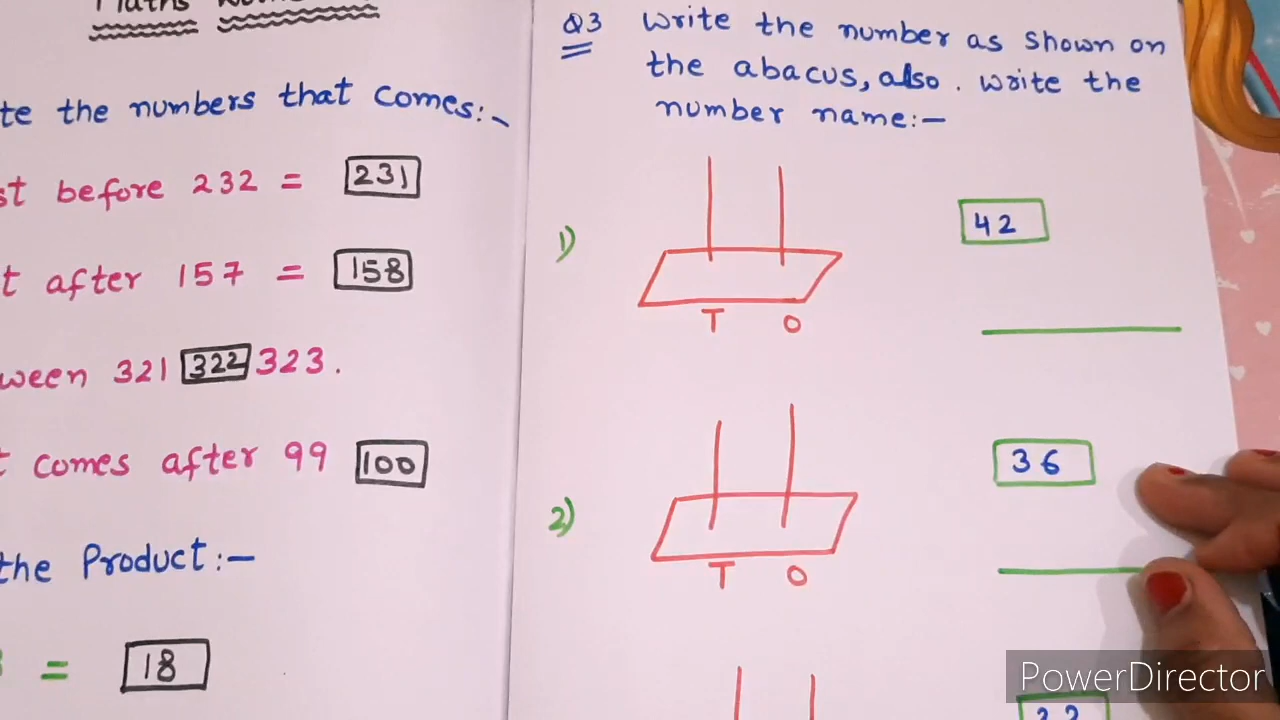 Maths
te the numbers that comes:-
st before 232 = 231
t after 157 = 158
ween 321 322 323.
t comes after 99 100
the Product:-
= 18
Q3 Write the number as shown on
the abacus, also. Write the
number name:-
1) 42
T O
2) 36
T O
PowerDirector